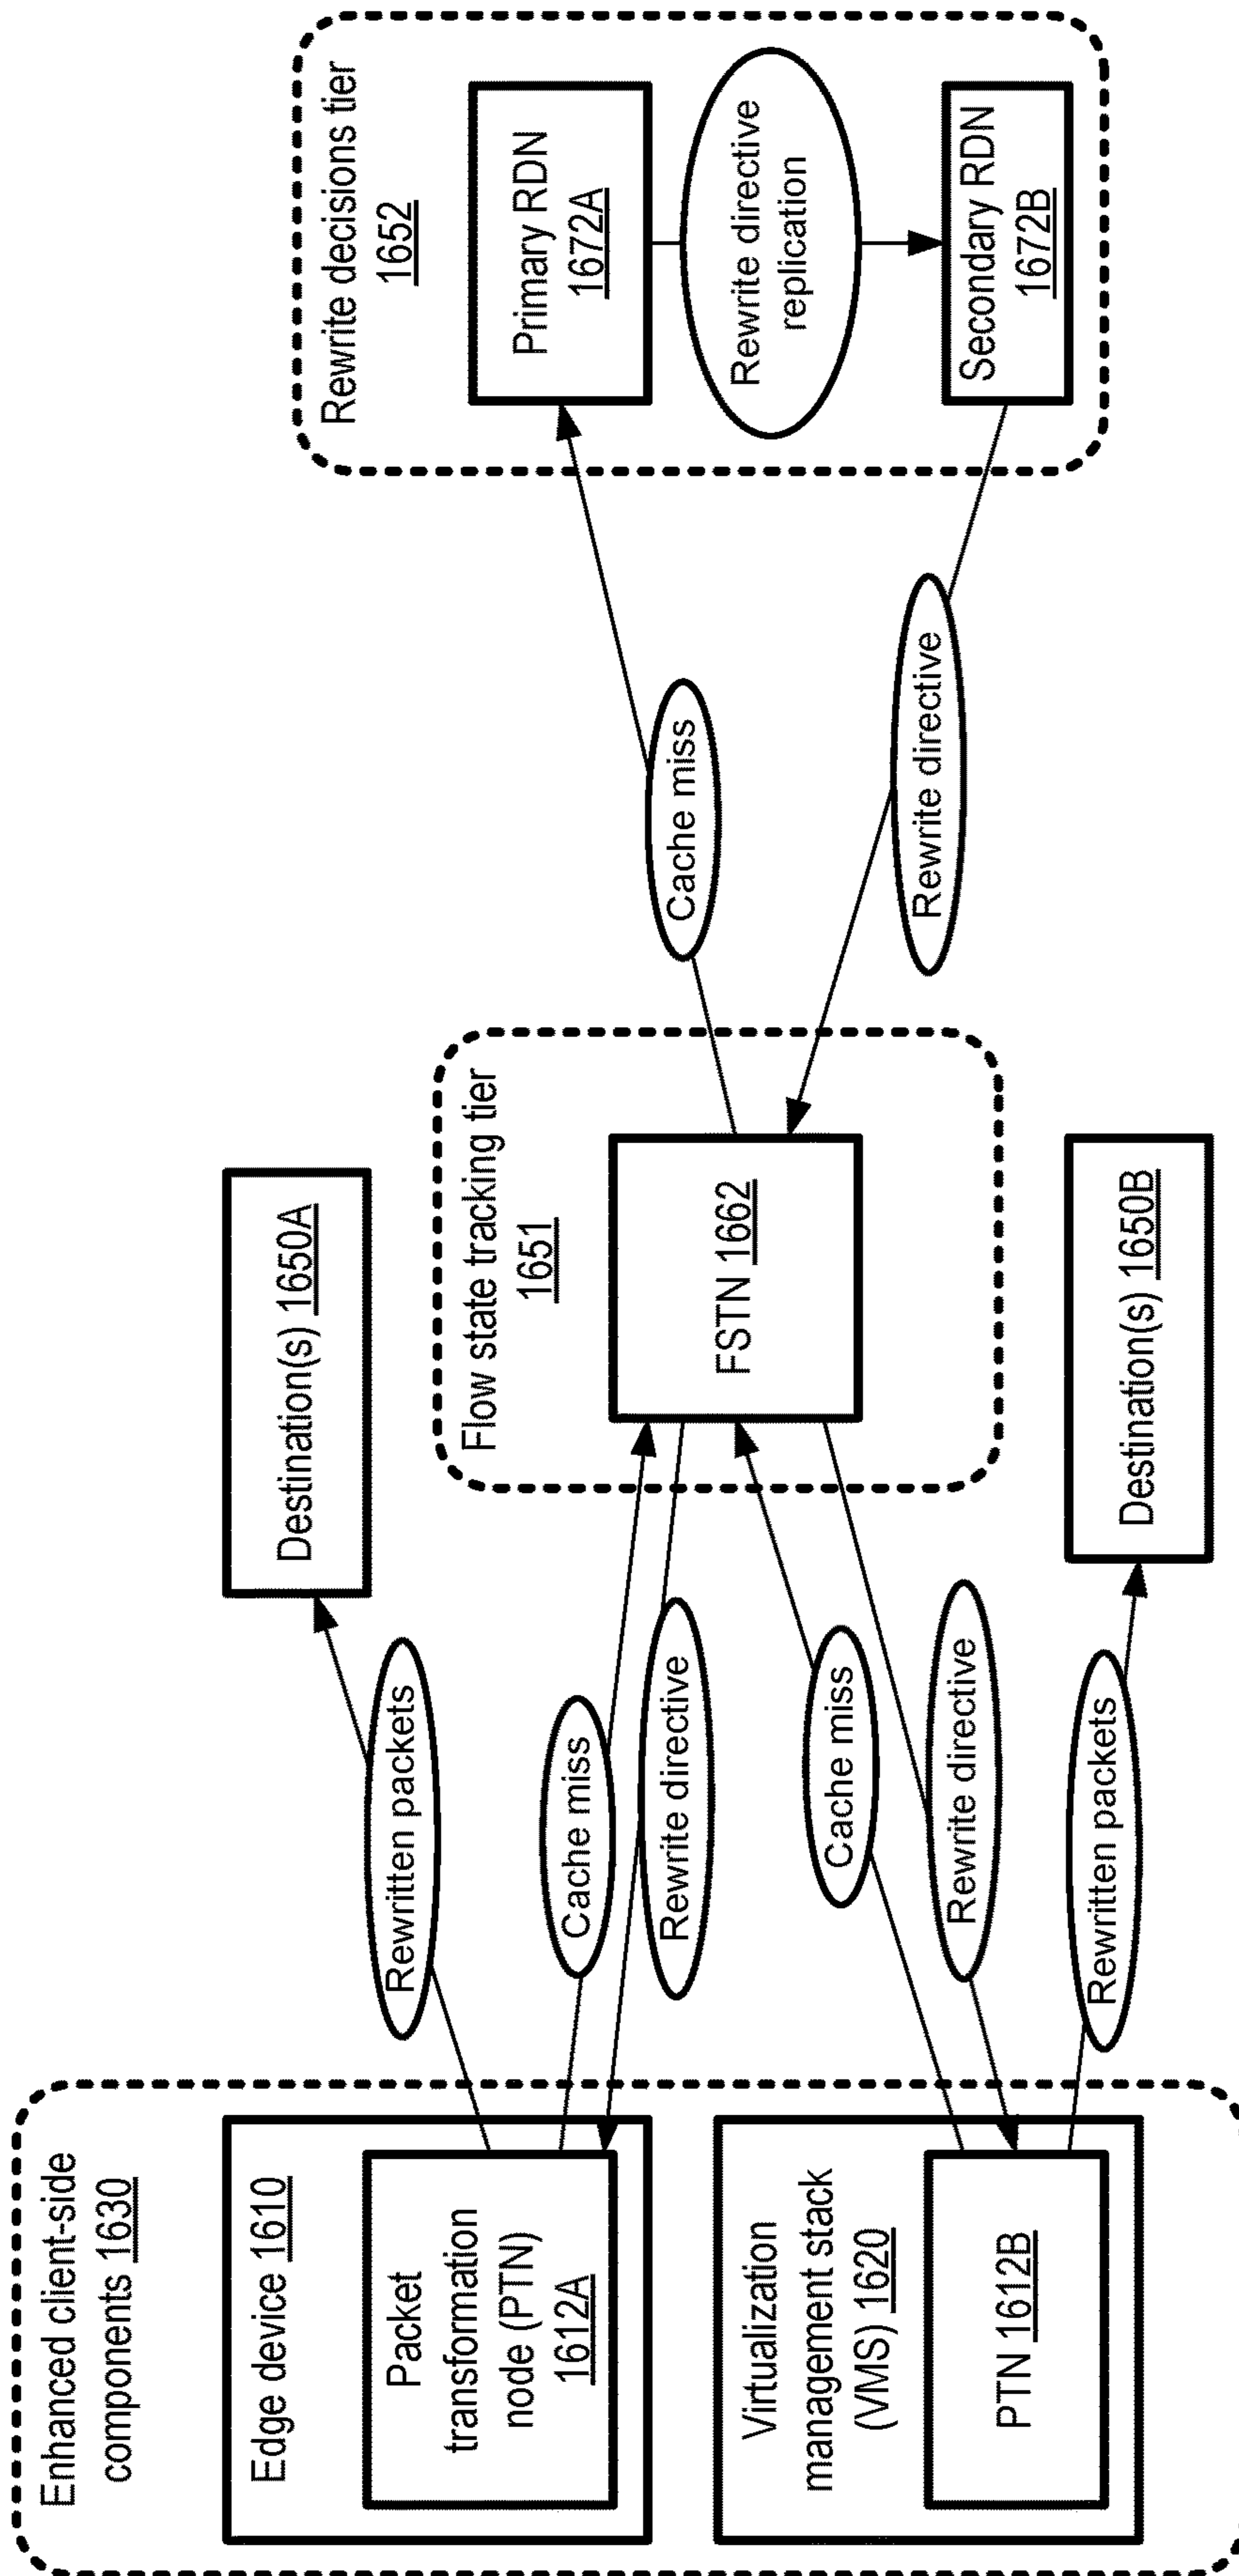 Enhanced client-side
components 1630
Edge device 1610
Packet
transformation
node (PTN)
1612A
Virtualization
management stack
(VMS) 1620
PTN 1612B
Rewritten packets
Cache miss
Rewrite directive
Cache miss
Rewrite directive
Rewritten packets
Destination(s) 1650A
Flow state tracking tier
1651
FSTN 1662
Destination(s) 1650B
Cache miss
Rewrite directive
Rewrite decisions tier
1652
Primary RDN
1672A
Rewrite directive
replication
Secondary RDN
1672B